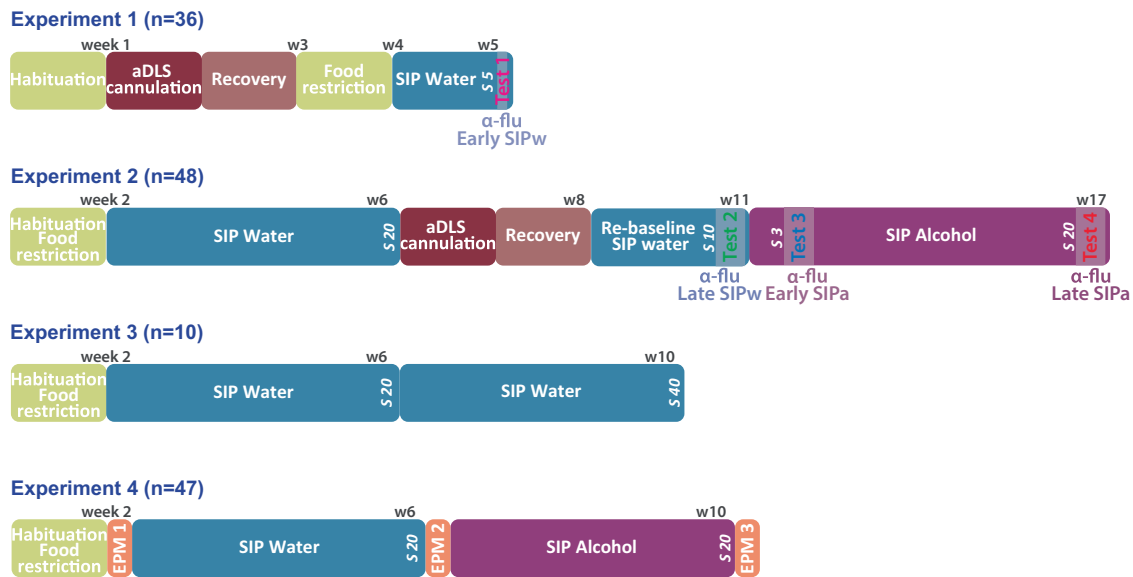 Experiment 1 (n=36)
week 1 w3 w4 w5
Habituation
aDLS
cannulation
Recovery
Food
restriction
SIP Water
S 5
Test 1
α-flu
Early SIPw
Experiment 2 (n=48)
week 2 w6 w8 w11 w17
Habituation
Food
restriction
SIP Water
S 20
aDLS
cannulation
Recovery
Re-baseline
SIP water
S 10
Test 2
S 3
Test 3
SIP Alcohol
S 20
Test 4
α-flu
Late SIPw
α-flu
Early SIPa
α-flu
Late SIPa
Experiment 3 (n=10)
week 2 w6 w10
Habituation
Food
restriction
SIP Water
S 20
SIP Water
S 40
Experiment 4 (n=47)
week 2 w6 w10
Habituation
Food
restriction
EPM 1
SIP Water
S 20
EPM 2
SIP Alcohol
S 20
EPM 3